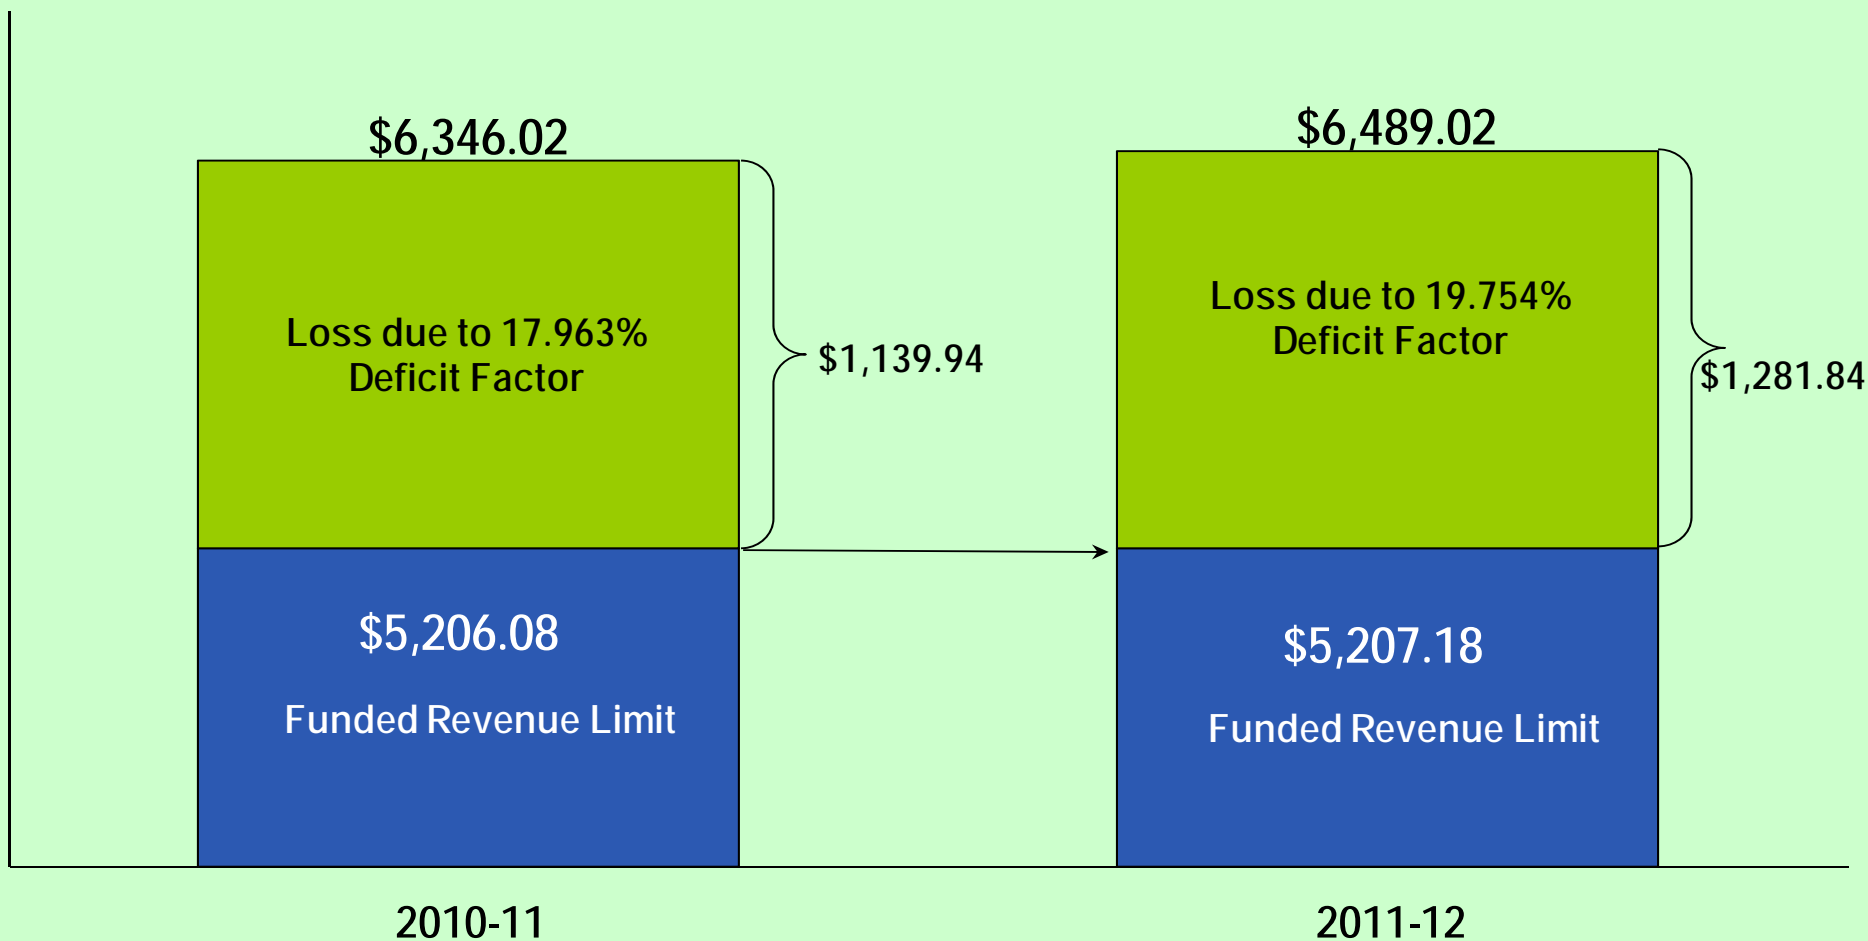 $6,346.02
Loss due to 17.963%
Deficit Factor
$1,139.94
$5,206.08
Funded Revenue Limit
2010-11
$6,489.02
Loss due to 19.754%
Deficit Factor
$1,281.84
$5,207.18
Funded Revenue Limit
2011-12